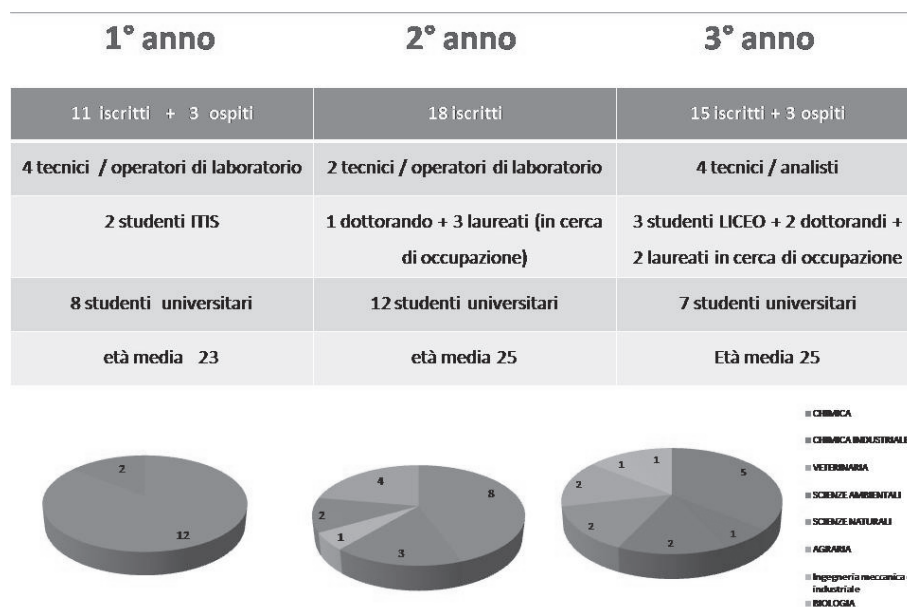 1° anno 2° anno 3° anno
11 iscritti + 3 ospiti 18 iscritti 15 iscritti + 3 ospiti
4 tecnici / operatori di laboratorio 2 tecnici / operatori di laboratorio 4 tecnici / analisti
2 studenti ITIS 1 dottorando + 3 laureati (in cerca 3 studenti LICEO + 2 dottorandi +
di occupazione) 2 laureati in cerca di occupazione
8 studenti universitari 12 studenti universitari 7 studenti universitari
età media 23 età media 25 Età media 25
2
12
4
8
2
1
3
1
1
5
2
2
2
1
CHIMICA
CHIMICA INDUSTRIALE
VETERINARIA
SCIENZE AMBIENTALI
SCIENZE NATURALI
AGRARIA
Ingegneria meccanica
industriale
BIOLOGIA